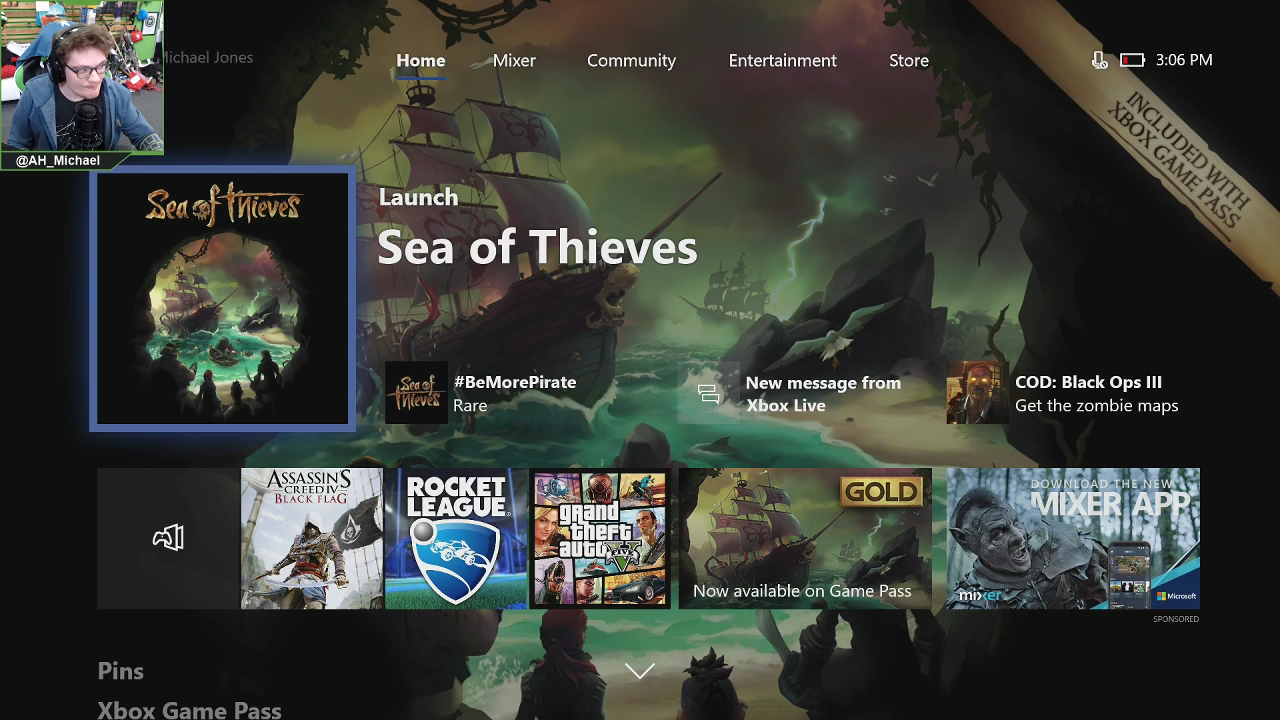 Michael Jones
Home
Mixer
Community
Entertainment
Store
3:06 PM
@AH_Michael
INCLUDED WITH
XBOX GAME PASS
Sea of Thieves
Launch
Sea of Thieves
Sea of
Thieves
#BeMorePirate
Rare
New message from
Xbox Live
COD: Black Ops III
Get the zombie maps
ASSASSIN'S
CREED IV
BLACK FLAG
ROCKET
LEAGUE
grand
theft
auto V
GOLD
Now available on Game Pass
DOWNLOAD THE NEW
MIXER APP
mixer
Microsoft
SPONSORED
Pins
Xbox Game Pass